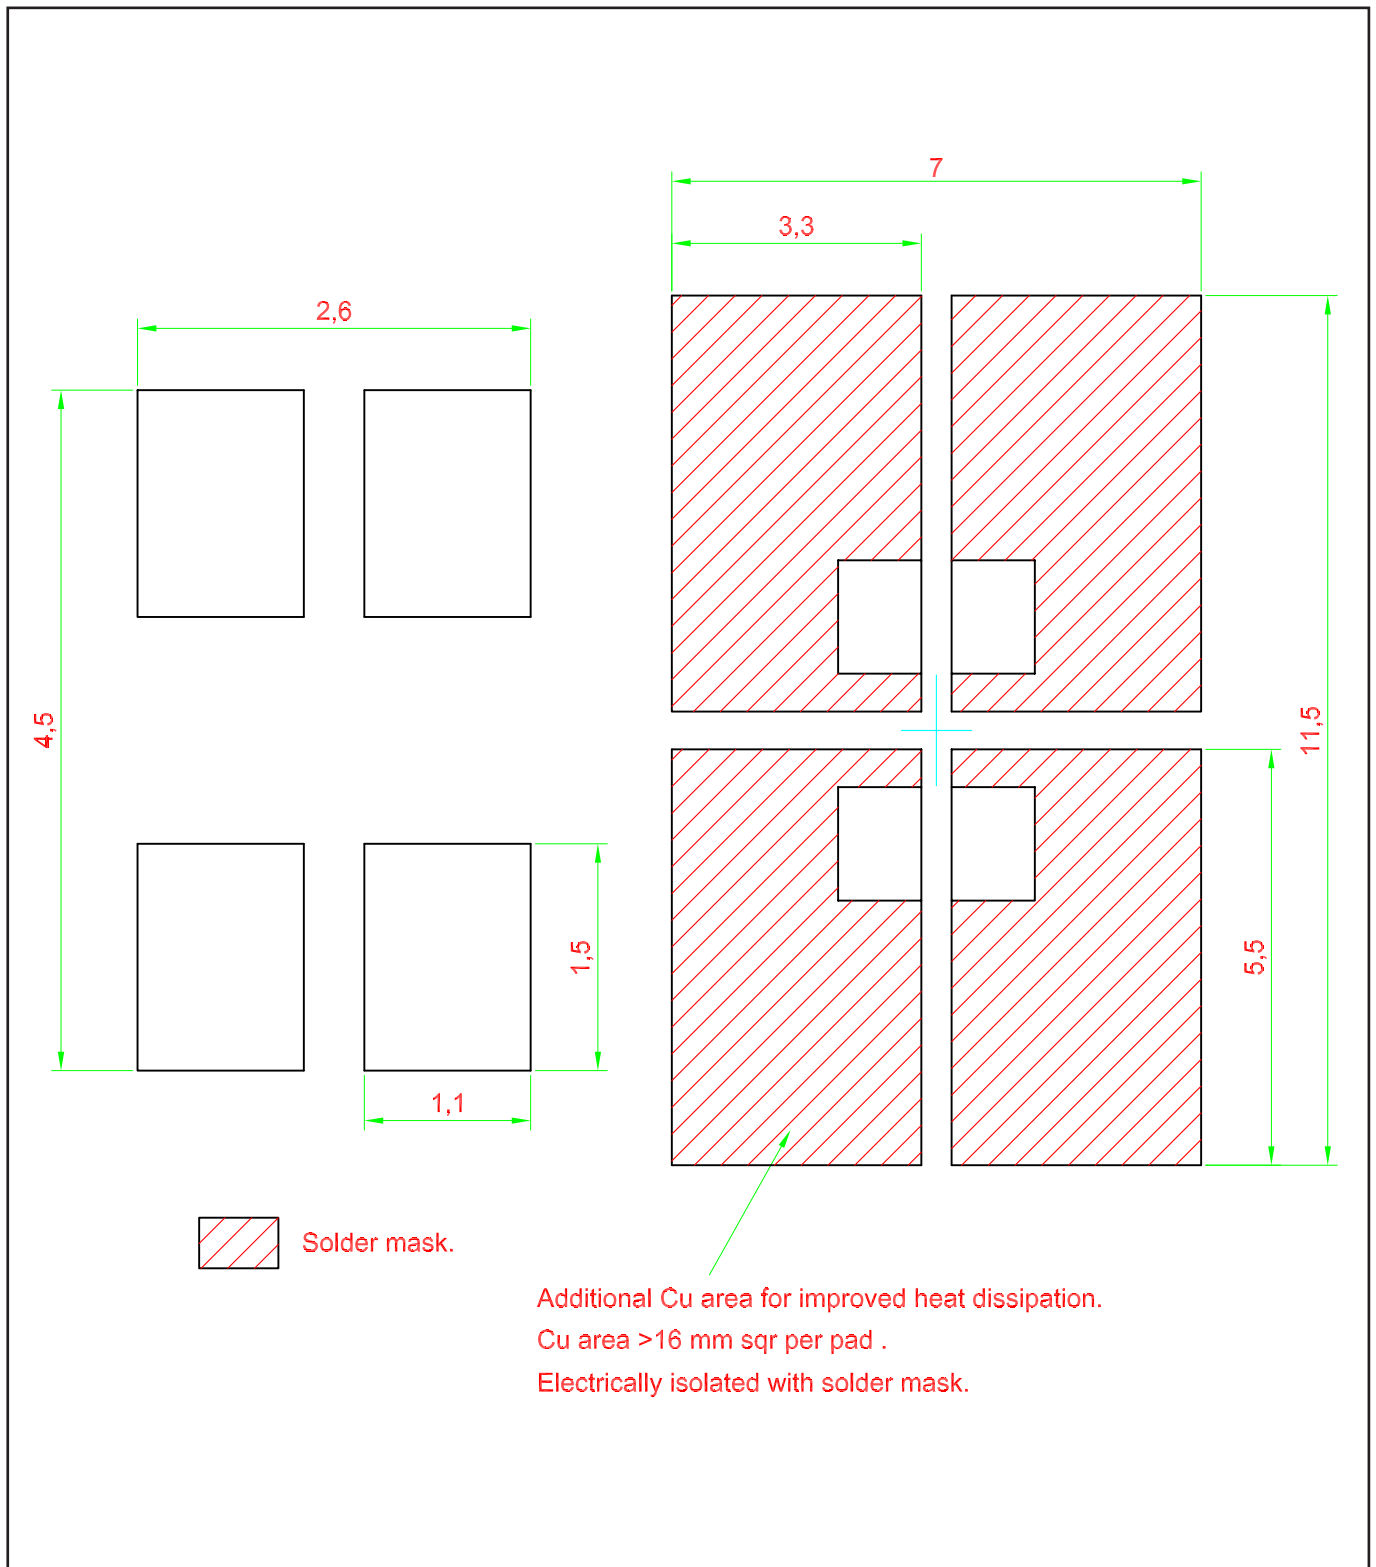 7
3,3
2,6
4,5
11,5
1,5
5,5
1,1
Solder mask.
Additional Cu area for improved heat dissipation.
Cu area >16 mm sqr per pad .
Electrically isolated with solder mask.